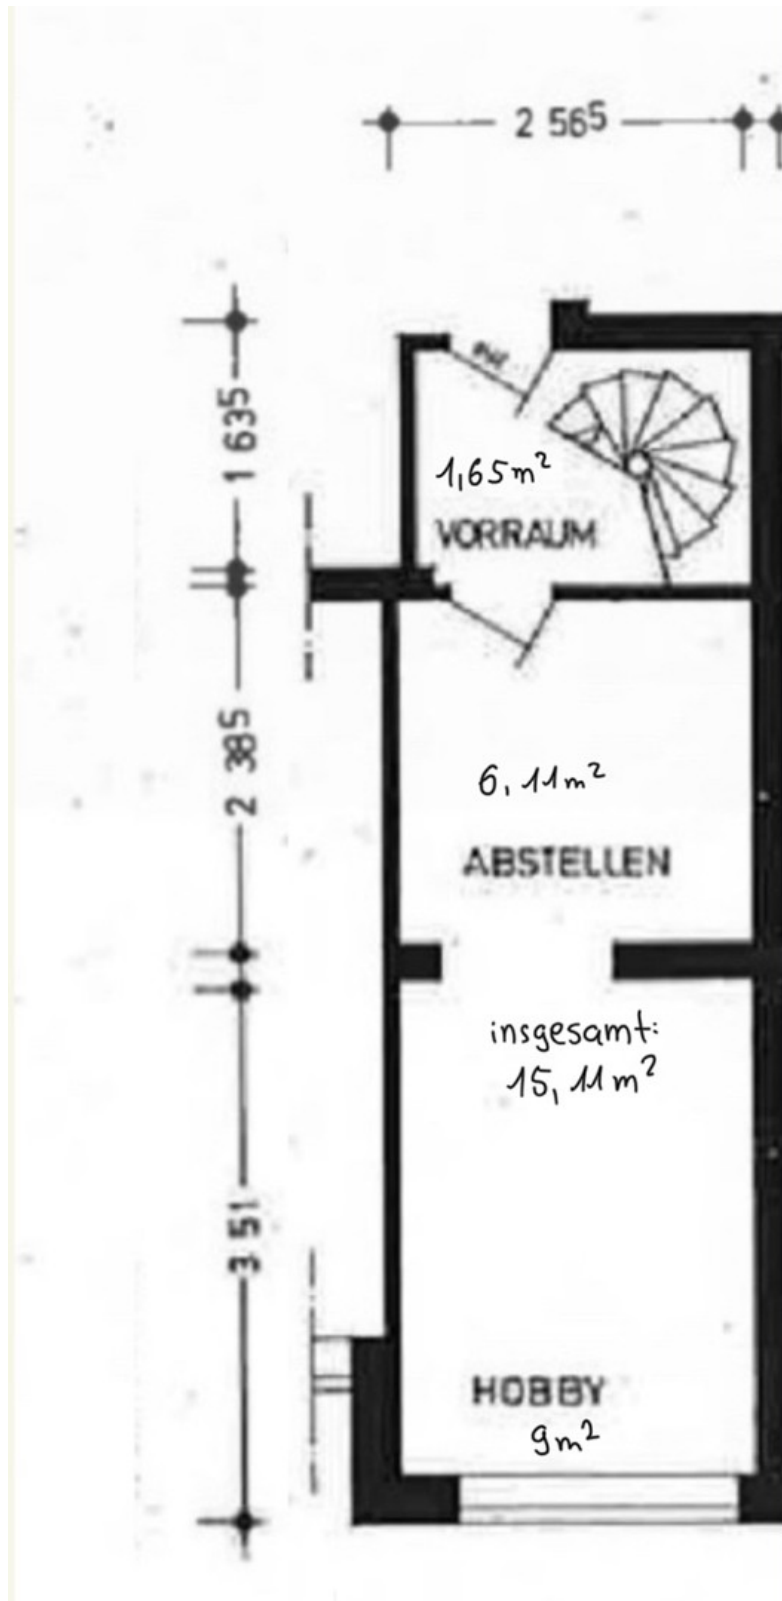 2 565
1 635
1,65m²
VORRAUM
2 385
6,11m²
ABSTELLEN
insgesamt:
15,11m²
3 51
HOBBY
9m²